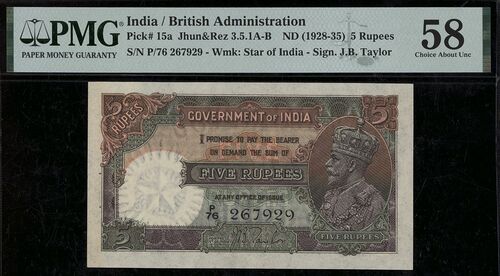 PMG
PAPER MONEY GUARANTY
India / British Administration
Pick# 15a Jhun&Rez 3.5.1A-B ND (1928-35) 5 Rupees
S/N P/76 267929 - Wmk: Star of India - Sign. J.B. Taylor
58
Choice About Unc
5
RUPEES
5
GOVERNMENT OF INDIA
I PROMISE TO PAY THE BEARER
ON DEMAND THE SUM OF
FIVE RUPEES
AT ANY OFFICE OF ISSUE
P/76 267929
J.B. Taylor
5
FIVE RUPEES